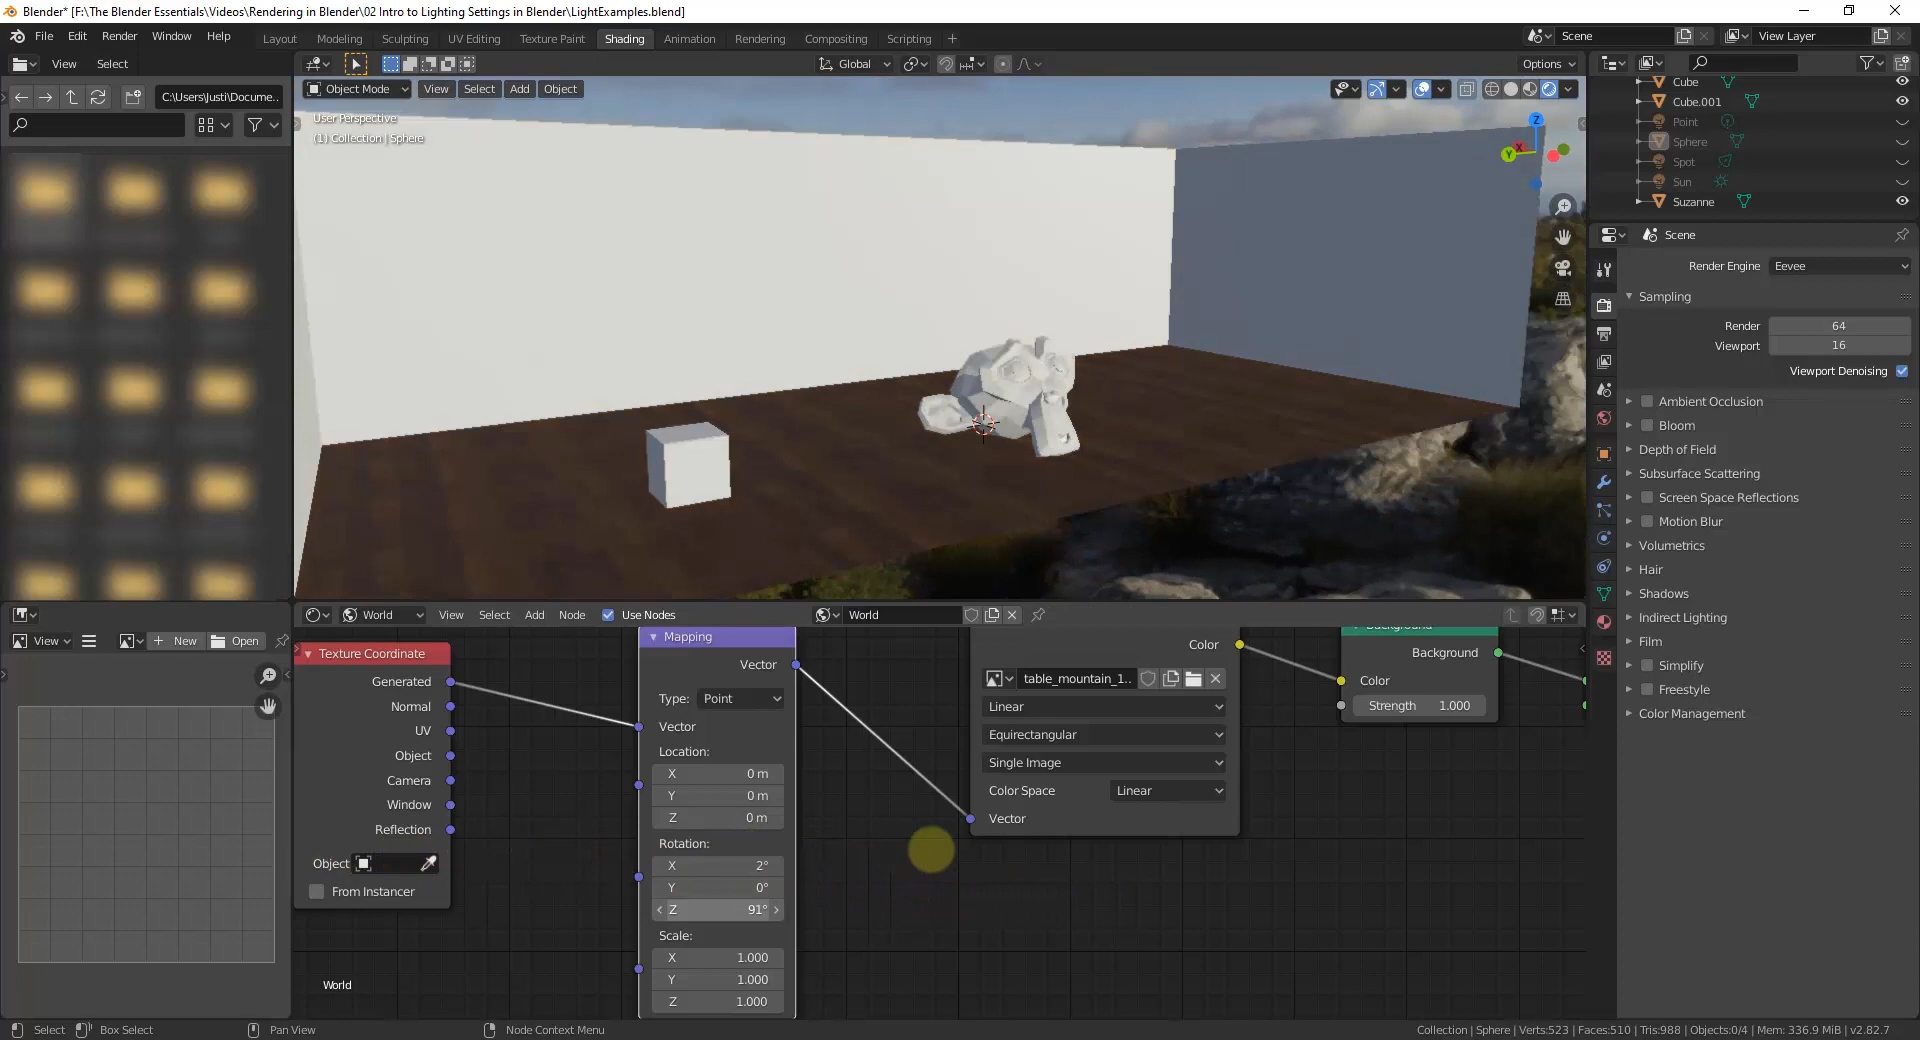 Blender* [F:\The Blender Essentials\Videos\Rendering in Blender\02 Intro to Lighting Settings in Blender\LightExamples.blend]
File Edit Render Window Help
Layout Modeling Sculpting UV Editing Texture Paint Shading Animation Rendering Compositing Scripting +
Scene
View Layer
View Select
Global
Options
C:\Users\Justi\Docume..
Object Mode View Select Add Object
User Perspective
(1) Collection | Sphere
Z
X
Y
Cube
Cube.001
Point
Sphere
Spot
Sun
Suzanne
Scene
Render Engine Eevee
Sampling
Render 64
Viewport 16
Viewport Denoising
Ambient Occlusion
Bloom
Depth of Field
Subsurface Scattering
Screen Space Reflections
Motion Blur
Volumetrics
Hair
Shadows
Indirect Lighting
Film
Simplify
Freestyle
Color Management
World View Select Add Node Use Nodes World
View + New Open
Texture Coordinate
Generated
Normal
UV
Object
Camera
Window
Reflection
Object
From Instancer
Mapping
Vector
Type: Point
Vector
Location:
X 0 m
Y 0 m
Z 0 m
Rotation:
X 2°
Y 0°
Z 91°
Scale:
X 1.000
Y 1.000
Z 1.000
Color
table_mountain_1..
Linear
Equirectangular
Single Image
Color Space Linear
Vector
Background
Background
Color
Strength 1.000
World
Select Box Select Pan View Node Context Menu
Collection | Sphere | Verts:523 | Faces:510 | Tris:988 | Objects:0/4 | Mem: 336.9 MiB | v2.82.7